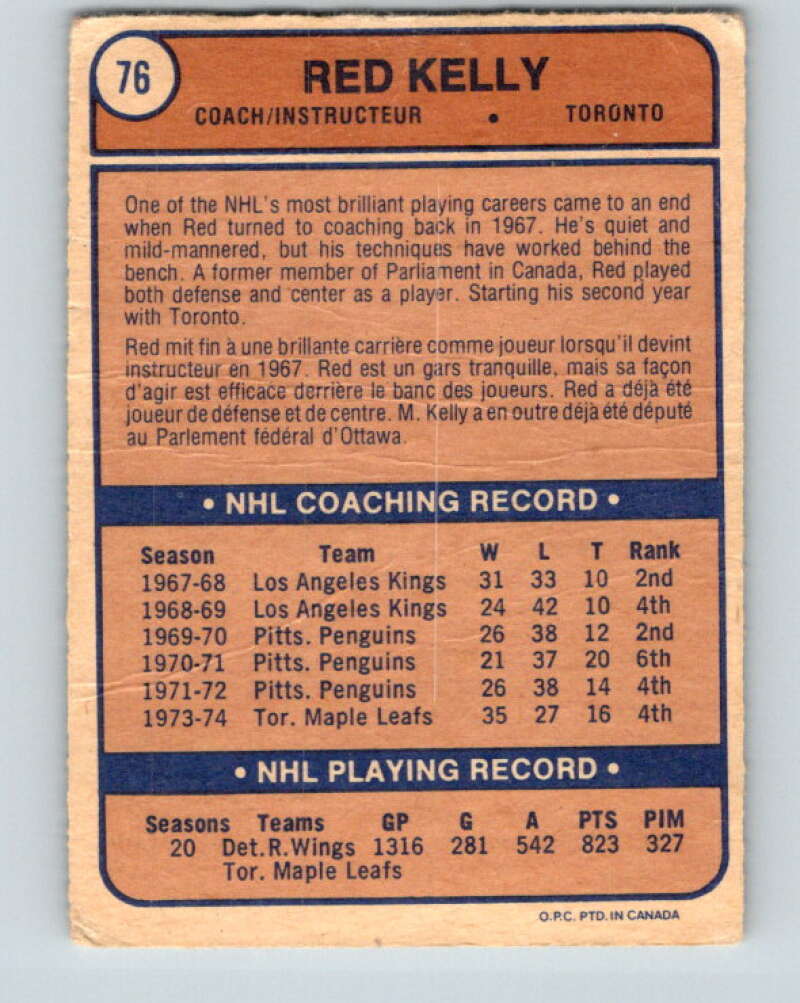 76
RED KELLY
COACH/INSTRUCTEUR • TORONTO
One of the NHL's most brilliant playing careers came to an end
when Red turned to coaching back in 1967. He's quiet and
mild-mannered, but his techniques have worked behind the
bench. A former member of Parliament in Canada, Red played
both defense and center as a player. Starting his second year
with Toronto.
Red mit fin à une brillante carrière comme joueur lorsqu'il devint
instructeur en 1967. Red est un gars tranquille, mais sa façon
d'agir est efficace derrière le banc des joueurs. Red a déjà été
joueur de défense et de centre. M. Kelly a en outre déjà été député
au Parlement fédéral d'Ottawa.
• NHL COACHING RECORD •
Season Team W L T Rank
1967-68 Los Angeles Kings 31 33 10 2nd
1968-69 Los Angeles Kings 24 42 10 4th
1969-70 Pitts. Penguins 26 38 12 2nd
1970-71 Pitts. Penguins 21 37 20 6th
1971-72 Pitts. Penguins 26 38 14 4th
1973-74 Tor. Maple Leafs 35 27 16 4th
• NHL PLAYING RECORD •
Seasons Teams GP G A PTS PIM
20 Det.R.Wings 1316 281 542 823 327
Tor. Maple Leafs
O.P.C. PTD. IN CANADA